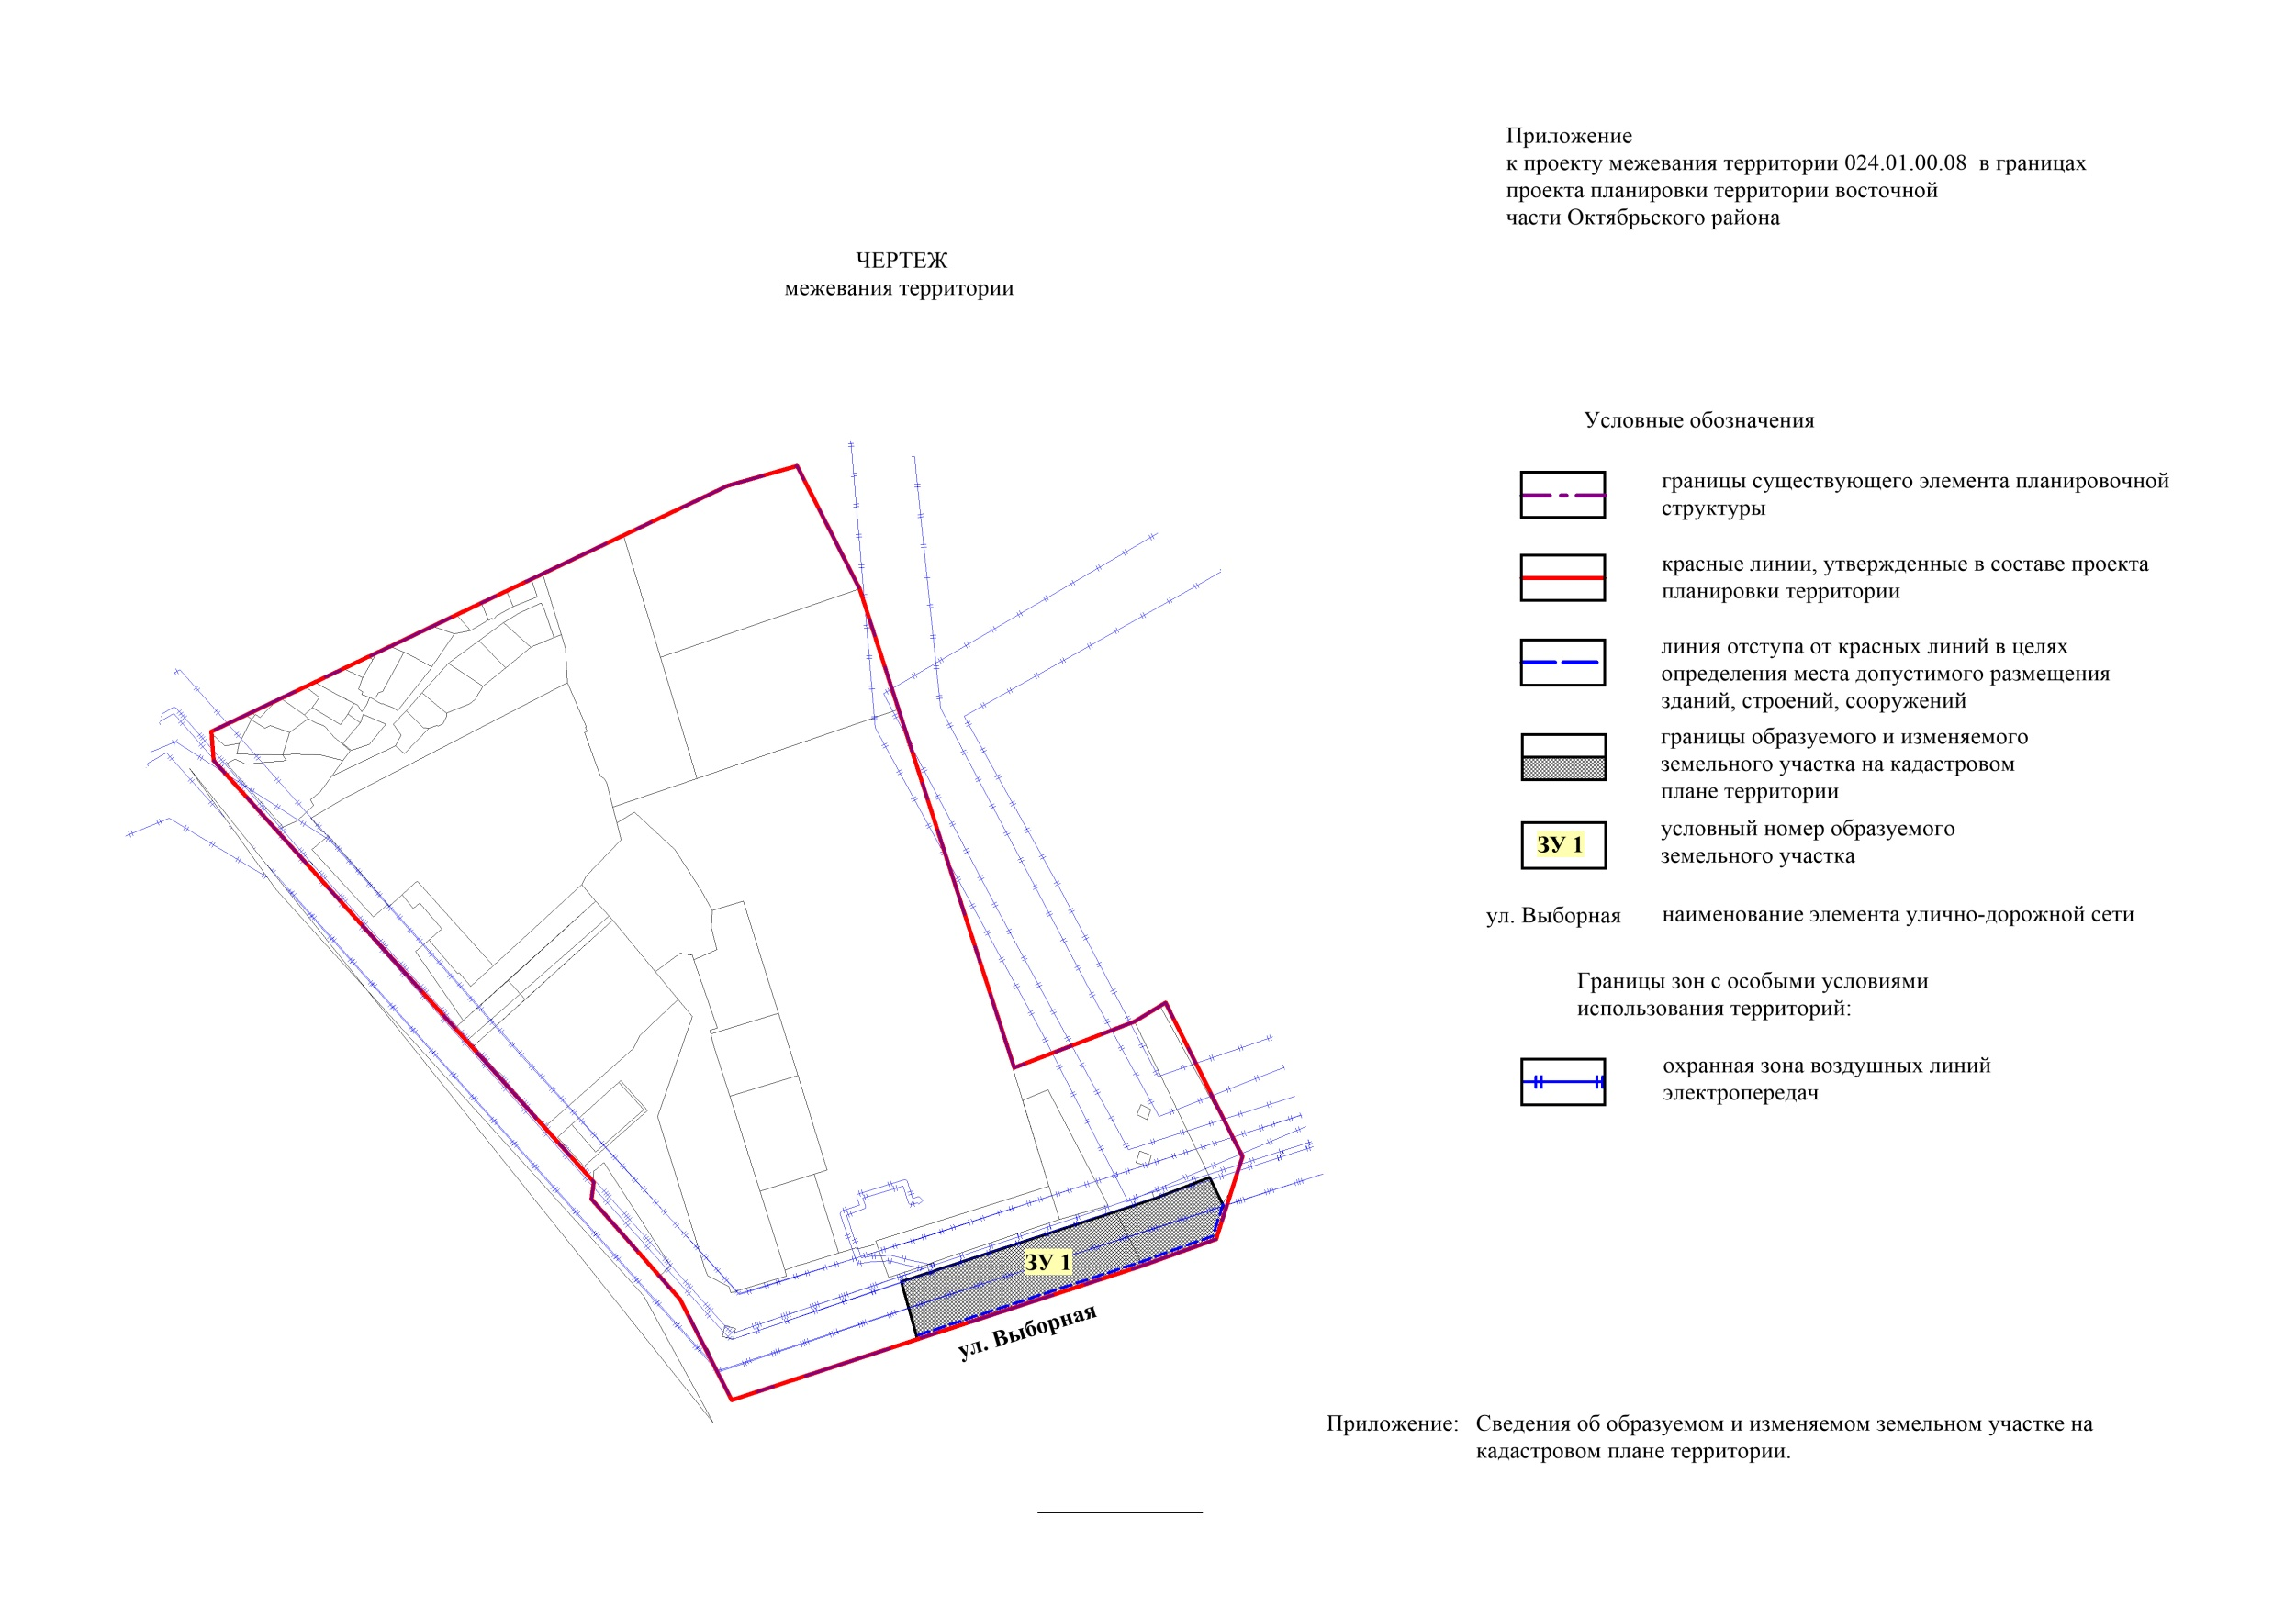 Приложение
к проекту межевания территории 024.01.00.08 в границах
проекта планировки территории восточной
части Октябрьского района
ЧЕРТЕЖ
межевания территории
Условные обозначения
границы существующего элемента планировочной
структуры
красные линии, утвержденные в составе проекта
планировки территории
линия отступа от красных линий в целях
определения места допустимого размещения
зданий, строений, сооружений
границы образуемого и изменяемого
земельного участка на кадастровом
плане территории
ЗУ 1
условный номер образуемого
земельного участка
ул. Выборная
наименование элемента улично-дорожной сети
Границы зон с особыми условиями
использования территорий:
охранная зона воздушных линий
электропередач
ЗУ 1
ул. Выборная
Приложение: Сведения об образуемом и изменяемом земельном участке на
кадастровом плане территории.